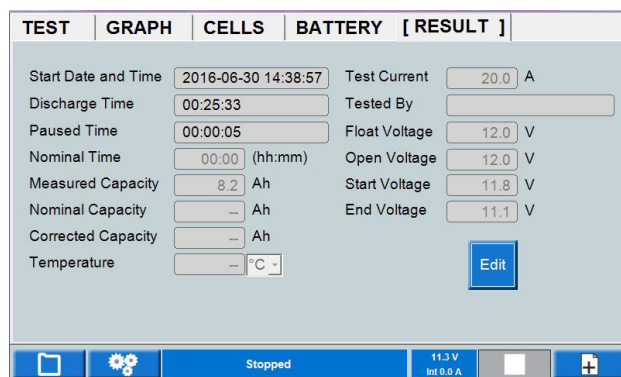 TEST GRAPH CELLS BATTERY [ RESULT ]
Start Date and Time 2016-06-30 14:38:57 Test Current 20.0 A
Discharge Time 00:25:33 Tested By
Paused Time 00:00:05 Float Voltage 12.0 V
Nominal Time 00:00 (hh:mm) Open Voltage 12.0 V
Measured Capacity 8.2 Ah Start Voltage 11.8 V
Nominal Capacity -- Ah End Voltage 11.1 V
Corrected Capacity -- Ah
Temperature -- °C Edit
Stopped 11.3 V
Int 0.0 A